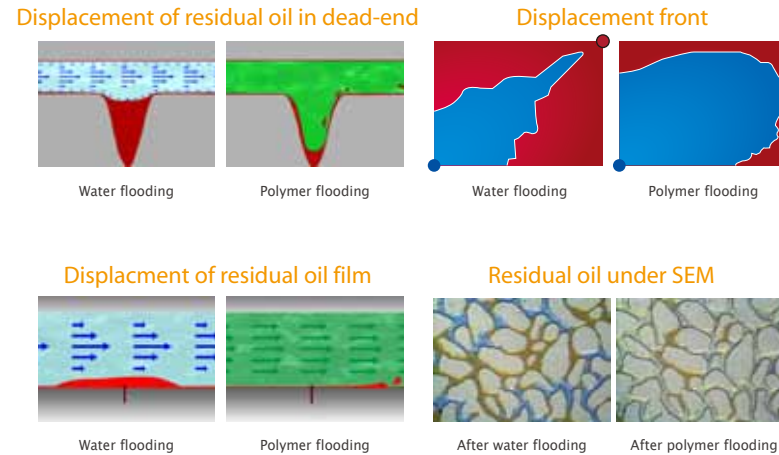 Displacement of residual oil in dead-end
Displacement front
Water flooding
Polymer flooding
Water flooding
Polymer flooding
Displacment of residual oil film
Residual oil under SEM
Water flooding
Polymer flooding
After water flooding
After polymer flooding